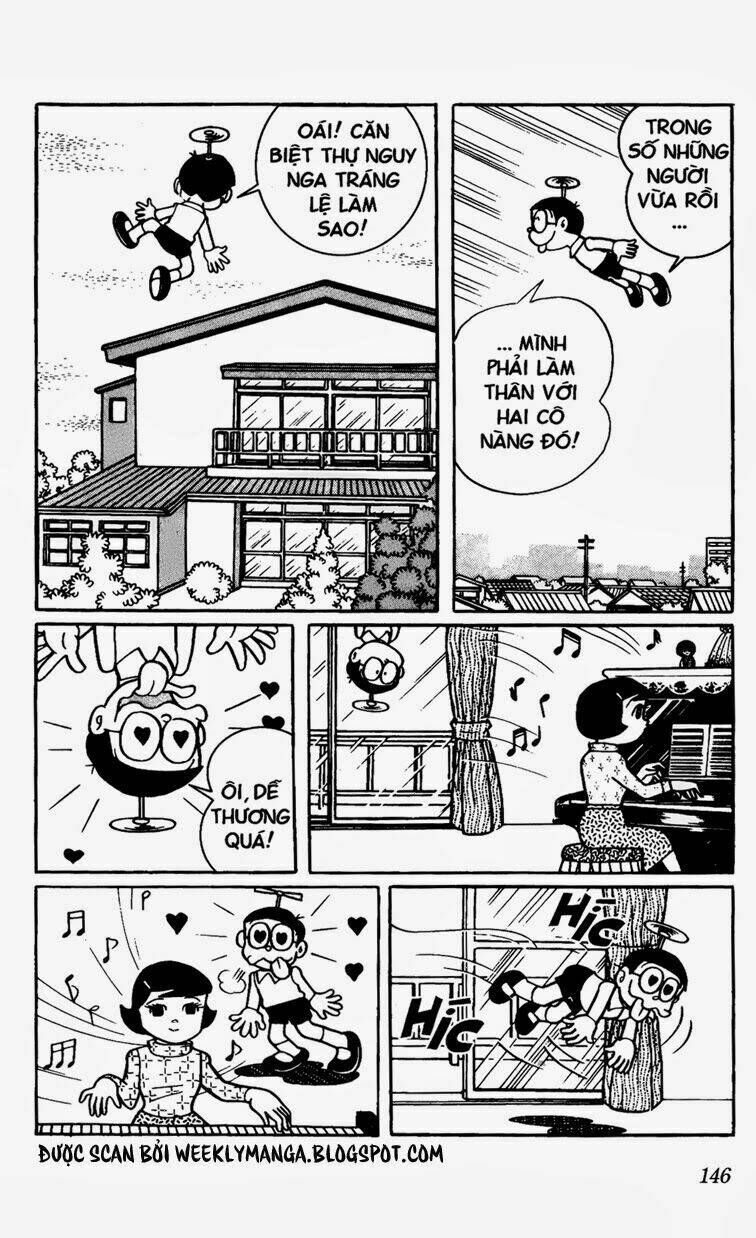 TRONG
SỐ NHỮNG
NGƯỜI
VỪA RỒI
...
... MÌNH
PHẢI LÀM
THÂN VỚI
HAI CÔ
NÀNG ĐÓ!
OÁI! CĂN
BIỆT THỰ NGUY
NGA TRÁNG
LỆ LÀM
SAO!
ÔI, DỄ
THƯƠNG
QUÁ!
HÍC
HÍC
ĐƯỢC SCAN BỞI WEEKLYMANGA.BLOGSPOT.COM
146